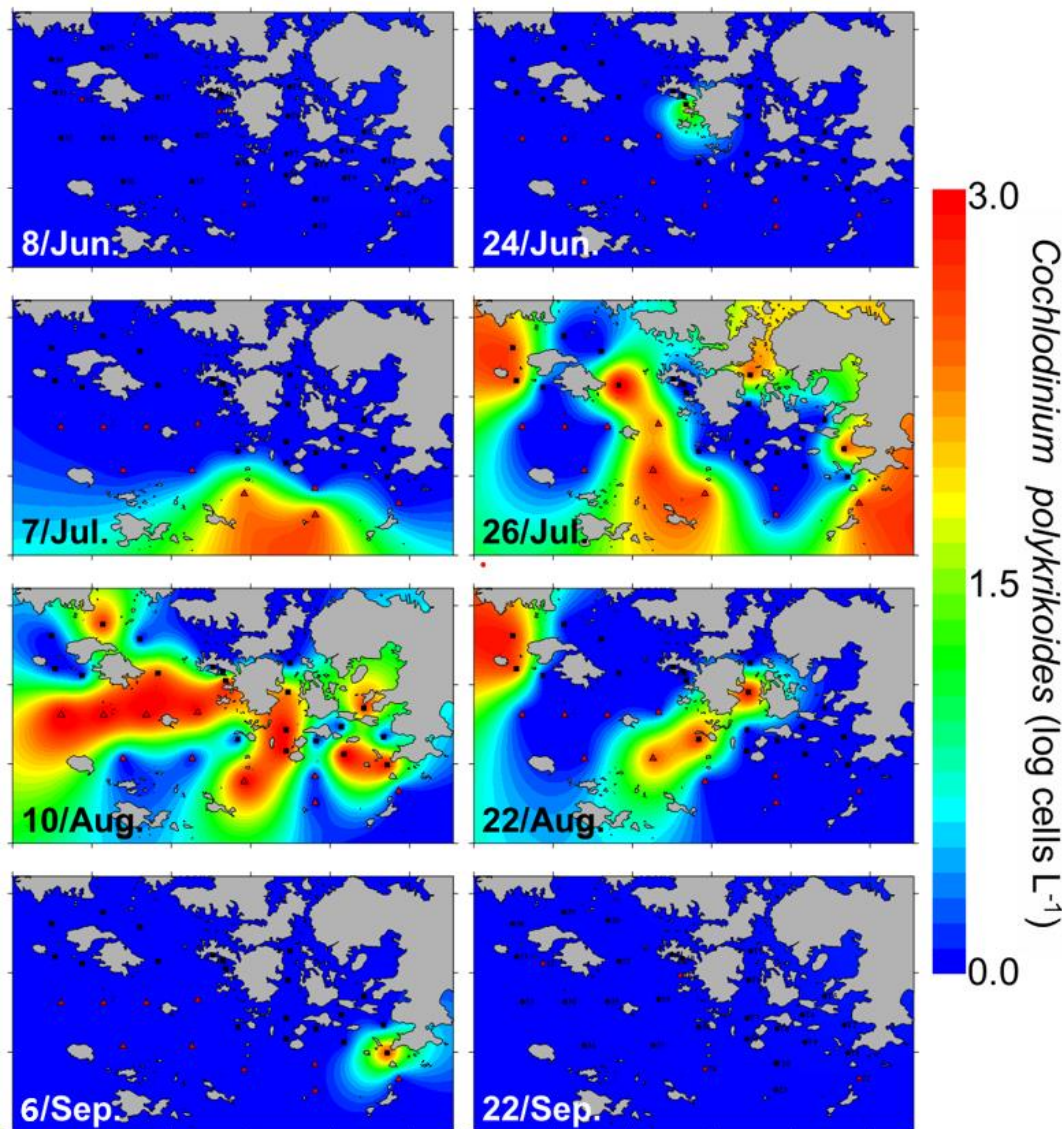 8/Jun.
24/Jun.
7/Jul.
26/Jul.
10/Aug.
22/Aug.
6/Sep.
22/Sep.
3.0
1.5
0.0
Cochlodinium polykrikoides (log cells L⁻¹)